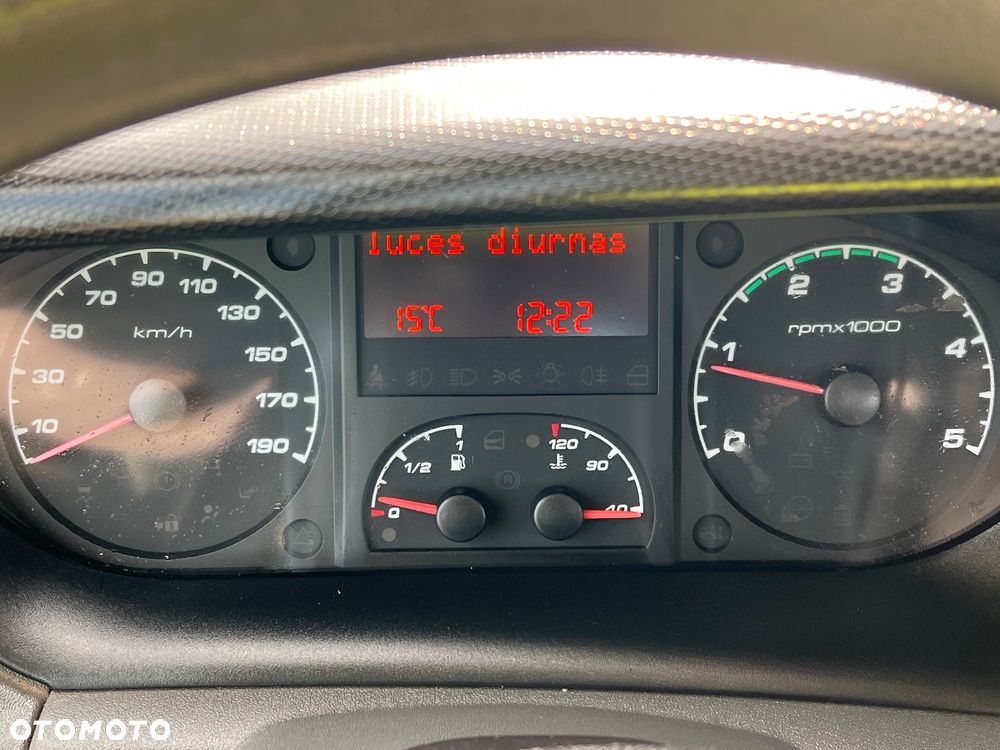 luces diurnas
15°C 12:22
10 30 50 70 90 110 130 150 170 190
km/h
0 1/2 1
120 90 40
R
0 1 2 3 4 5
rpmx1000
OTOMOTO